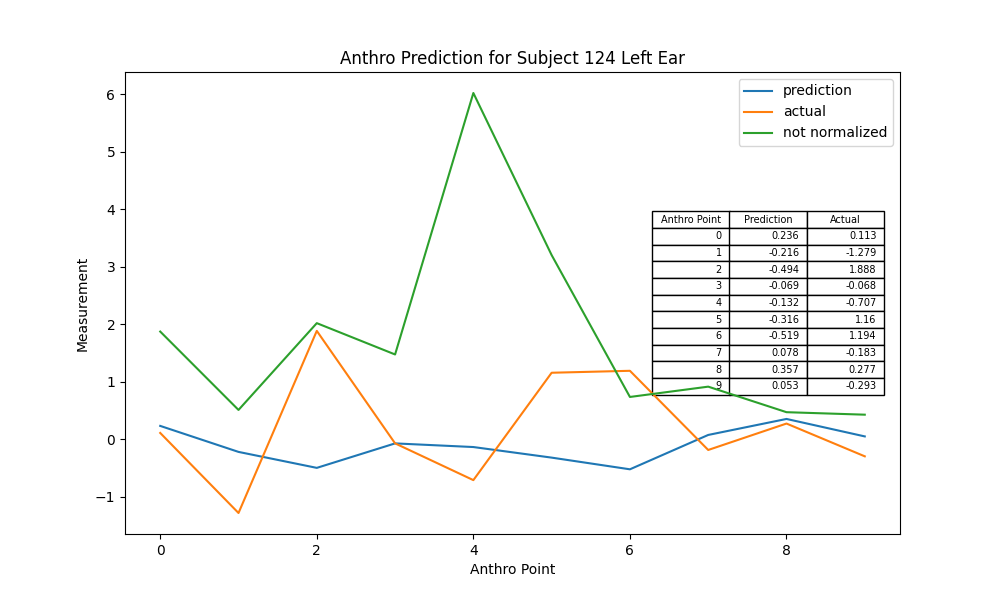 Anthro Prediction for Subject 124 Left Ear
prediction
actual
not normalized
6
5
4
3
2
1
0
−1
Measurement
Anthro Point Prediction Actual
0 0.236 0.113
1 -0.216 -1.279
2 -0.494 1.888
3 -0.069 -0.068
4 -0.132 -0.707
5 -0.316 1.16
6 -0.519 1.194
7 0.078 -0.183
8 0.357 0.277
9 0.053 -0.293
0 2 4 6 8
Anthro Point